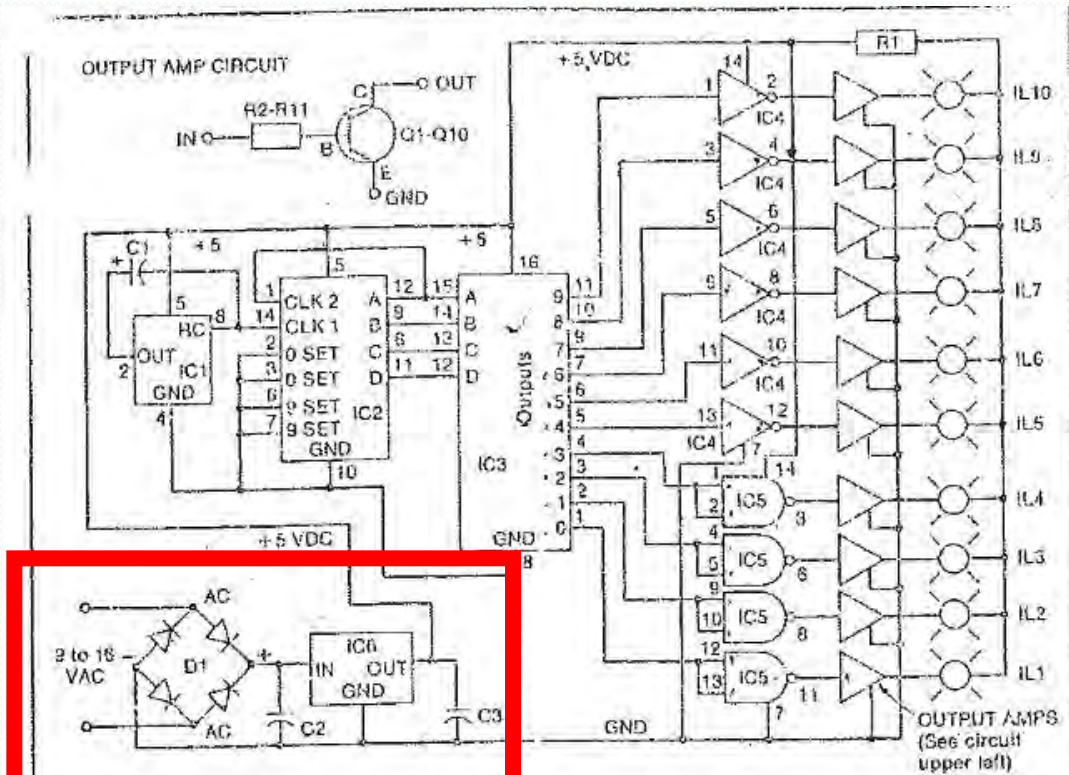 OUTPUT AMP CIRCUIT
C
OUT
R2-R11
IN
B
Q1-Q10
E
GND
+5 VDC
R1
14
1
2
IC4
IL10
3
4
IC4
IL9
5
6
IC4
IL8
9
8
IC4
IL7
11
10
IC4
IL6
13
12
IC4
7
IL5
14
2
IC5
3
IL4
4
5
IC5
6
IL3
9
10
IC5
8
IL2
12
13
IC5
11
7
IL1
C1
+
+5
5
RC
8
OUT
2
IC1
GND
4
5
1
CLK 2
14
CLK 1
2
0 SET
3
0 SET
6
9 SET
7
9 SET
IC2
GND
10
A
12
B
9
C
8
D
11
+5
16
15
A
14
B
13
C
12
D
IC3
Outputs
9
11
8
10
7
9
6
7
5
6
4
5
3
4
2
3
1
2
0
1
GND
8
+5 VDC
AC
9 to 16
VAC
D1
AC
+
IC6
IN
OUT
GND
C2
C3
GND
OUTPUT AMPS
(See circuit
upper left)